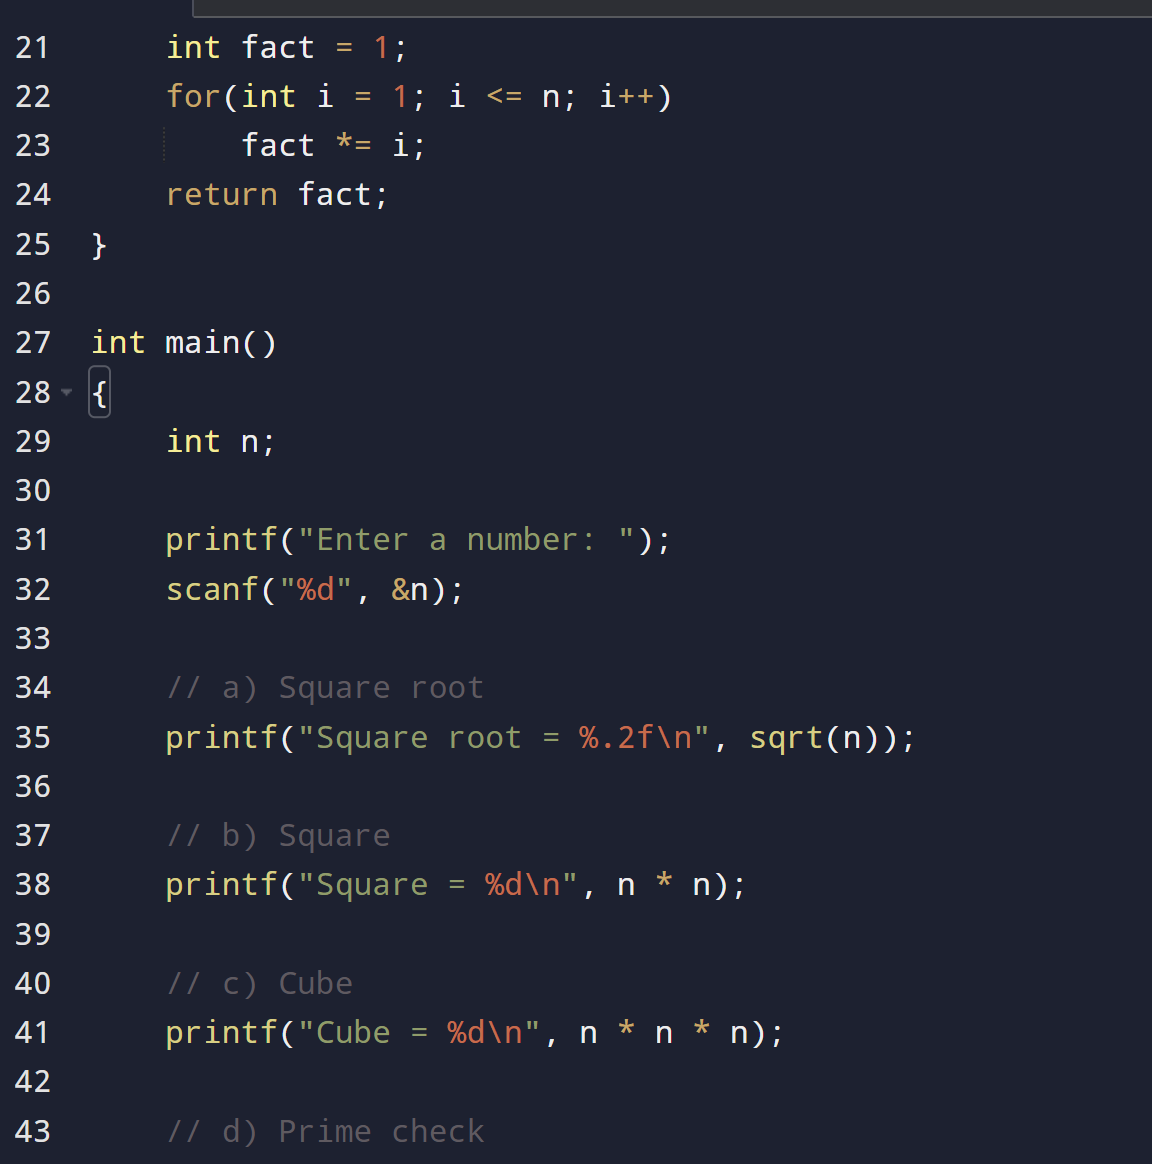 21 int fact = 1;
22 for(int i = 1; i <= n; i++)
23 fact *= i;
24 return fact;
25 }
26
27 int main()
28 {
29 int n;
30
31 printf("Enter a number: ");
32 scanf("%d", &n);
33
34 // a) Square root
35 printf("Square root = %.2f\n", sqrt(n));
36
37 // b) Square
38 printf("Square = %d\n", n * n);
39
40 // c) Cube
41 printf("Cube = %d\n", n * n * n);
42
43 // d) Prime check